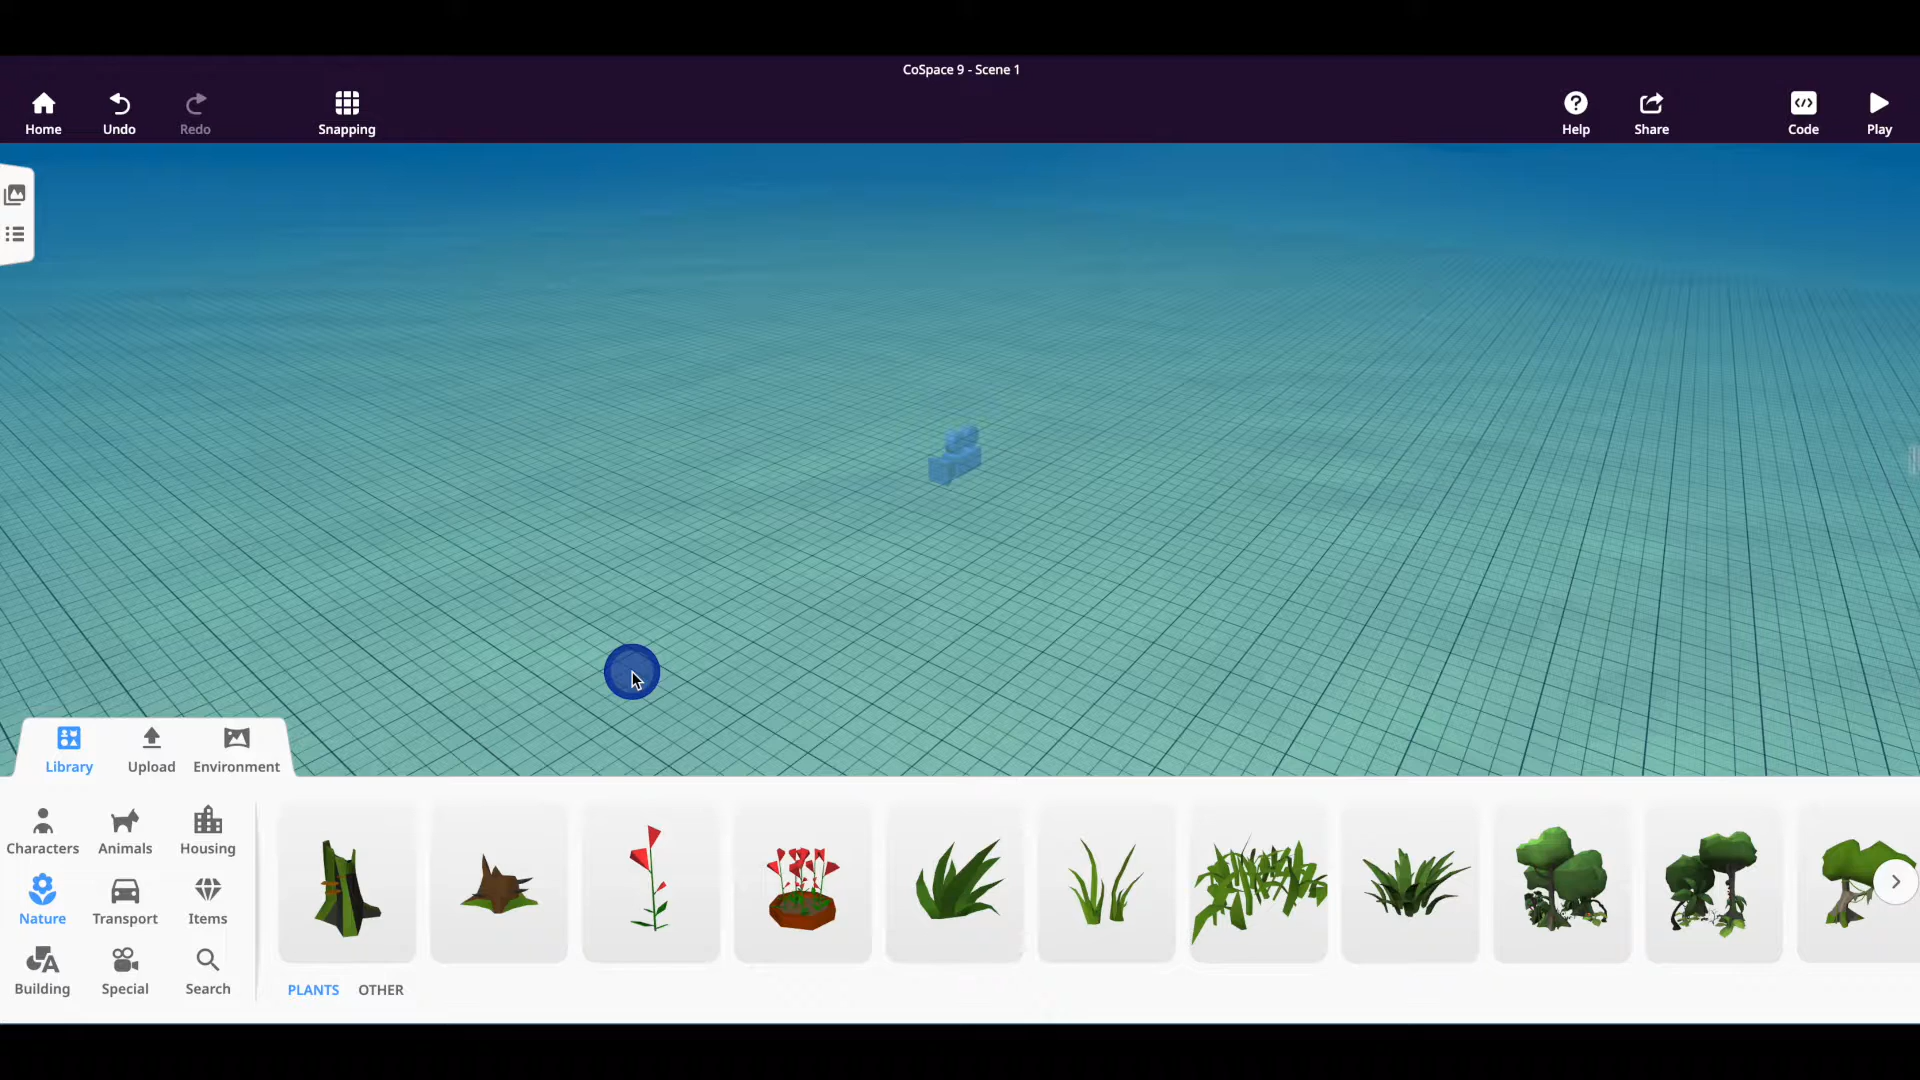 CoSpace 9 - Scene 1
Home Undo Redo Snapping Help Share Code Play
Library Upload Environment
Characters Animals Housing
Nature Transport Items
Building Special Search
PLANTS OTHER